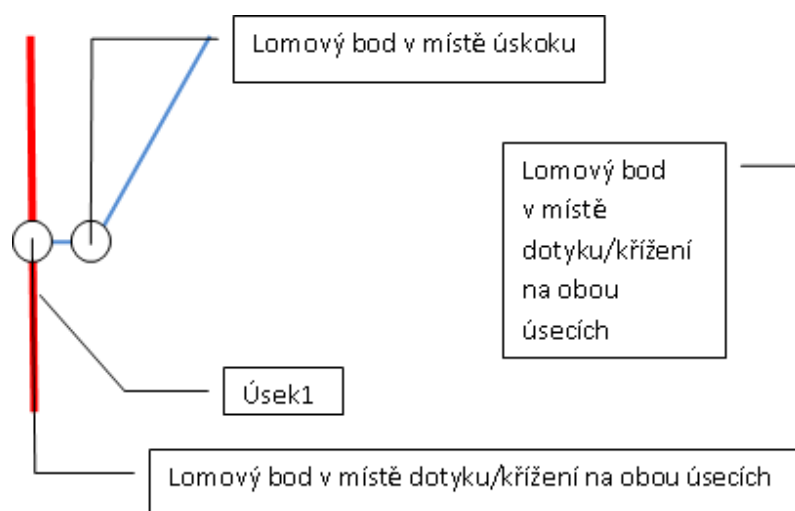 Lomový bod v místě úskoku
Lomový bod
v místě
dotyku/křížení
na obou
úsecích
Úsek1
Lomový bod v místě dotyku/křížení na obou úsecích